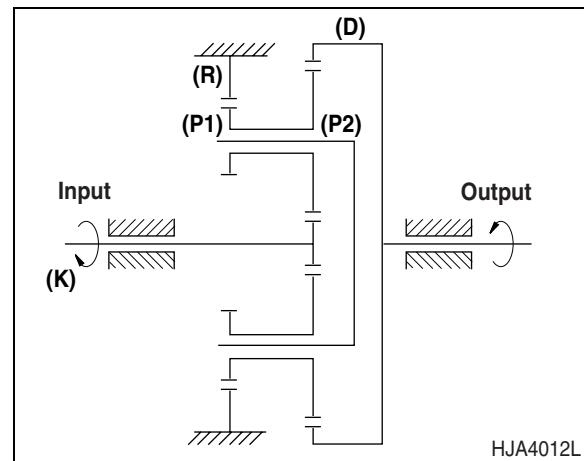 (D)
(R)
(P1)
(P2)
Input
Output
(K)
HJA4012L